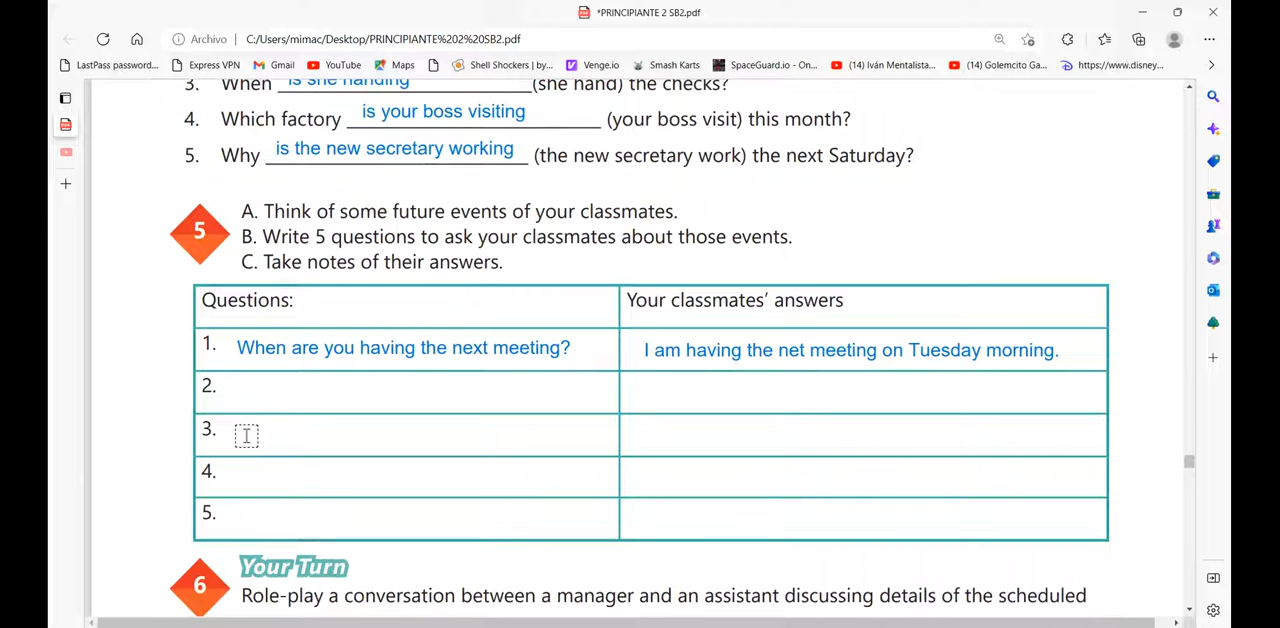 *PRINCIPIANTE 2 SB2.pdf
Archivo | C:/Users/mimac/Desktop/PRINCIPIANTE%202%20SB2.pdf
LastPass password... Express VPN Gmail YouTube Maps Shell Shockers | by... Venge.io Smash Karts SpaceGuard.io - On... (14) Iván Mentalista... (14) Golemcito Ga... https://www.disney...
3. When is she handing (she hand) the checks?
4. Which factory is your boss visiting (your boss visit) this month?
5. Why is the new secretary working (the new secretary work) the next Saturday?
5
A. Think of some future events of your classmates.
B. Write 5 questions to ask your classmates about those events.
C. Take notes of their answers.
Questions: Your classmates' answers
1. When are you having the next meeting? I am having the net meeting on Tuesday morning.
2.
3.
4.
5.
6
Your Turn
Role-play a conversation between a manager and an assistant discussing details of the scheduled